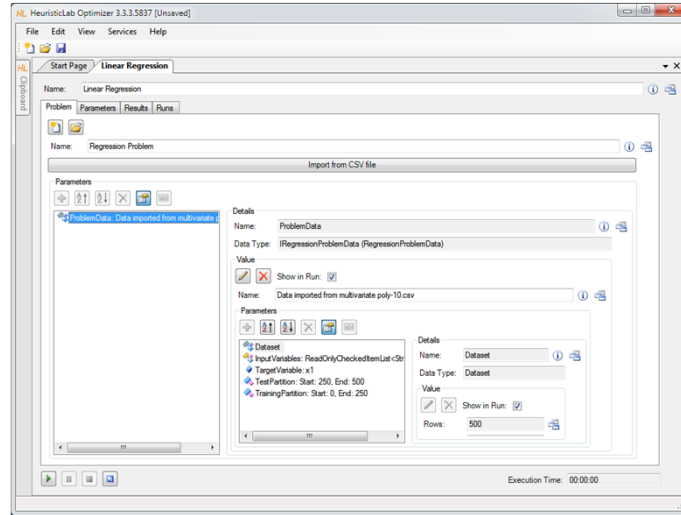 HL HeuristicLab Optimizer 3.3.3.5837 [Unsaved]
File Edit View Services Help
HL Start Page Linear Regression
Clipboard
Name: Linear Regression
Problem Parameters Results Runs
Name: Regression Problem
Import from CSV file
Parameters
ProblemData: Data imported from multivariate p
Details
Name: ProblemData
Data Type: IRegressionProblemData (RegressionProblemData)
Value
Show in Run:
Name: Data imported from multivariate poly-10.csv
Parameters
Dataset
InputVariables: ReadOnlyCheckedItemList<Str
TargetVariable: x1
TestPartition: Start: 250, End: 500
TrainingPartition: Start: 0, End: 250
Details
Name: Dataset
Data Type: Dataset
Value
Show in Run:
Rows: 500
Execution Time: 00:00:00